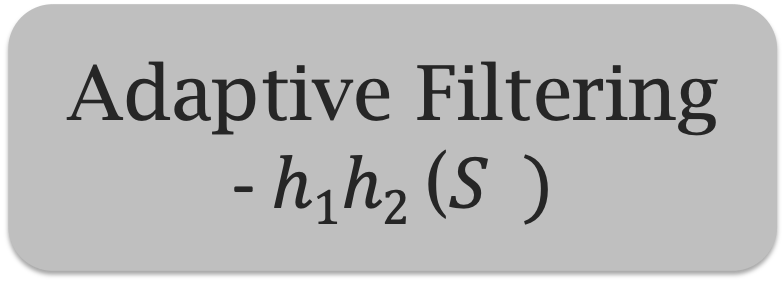 Adaptive Filtering
- h₁h₂ (S )